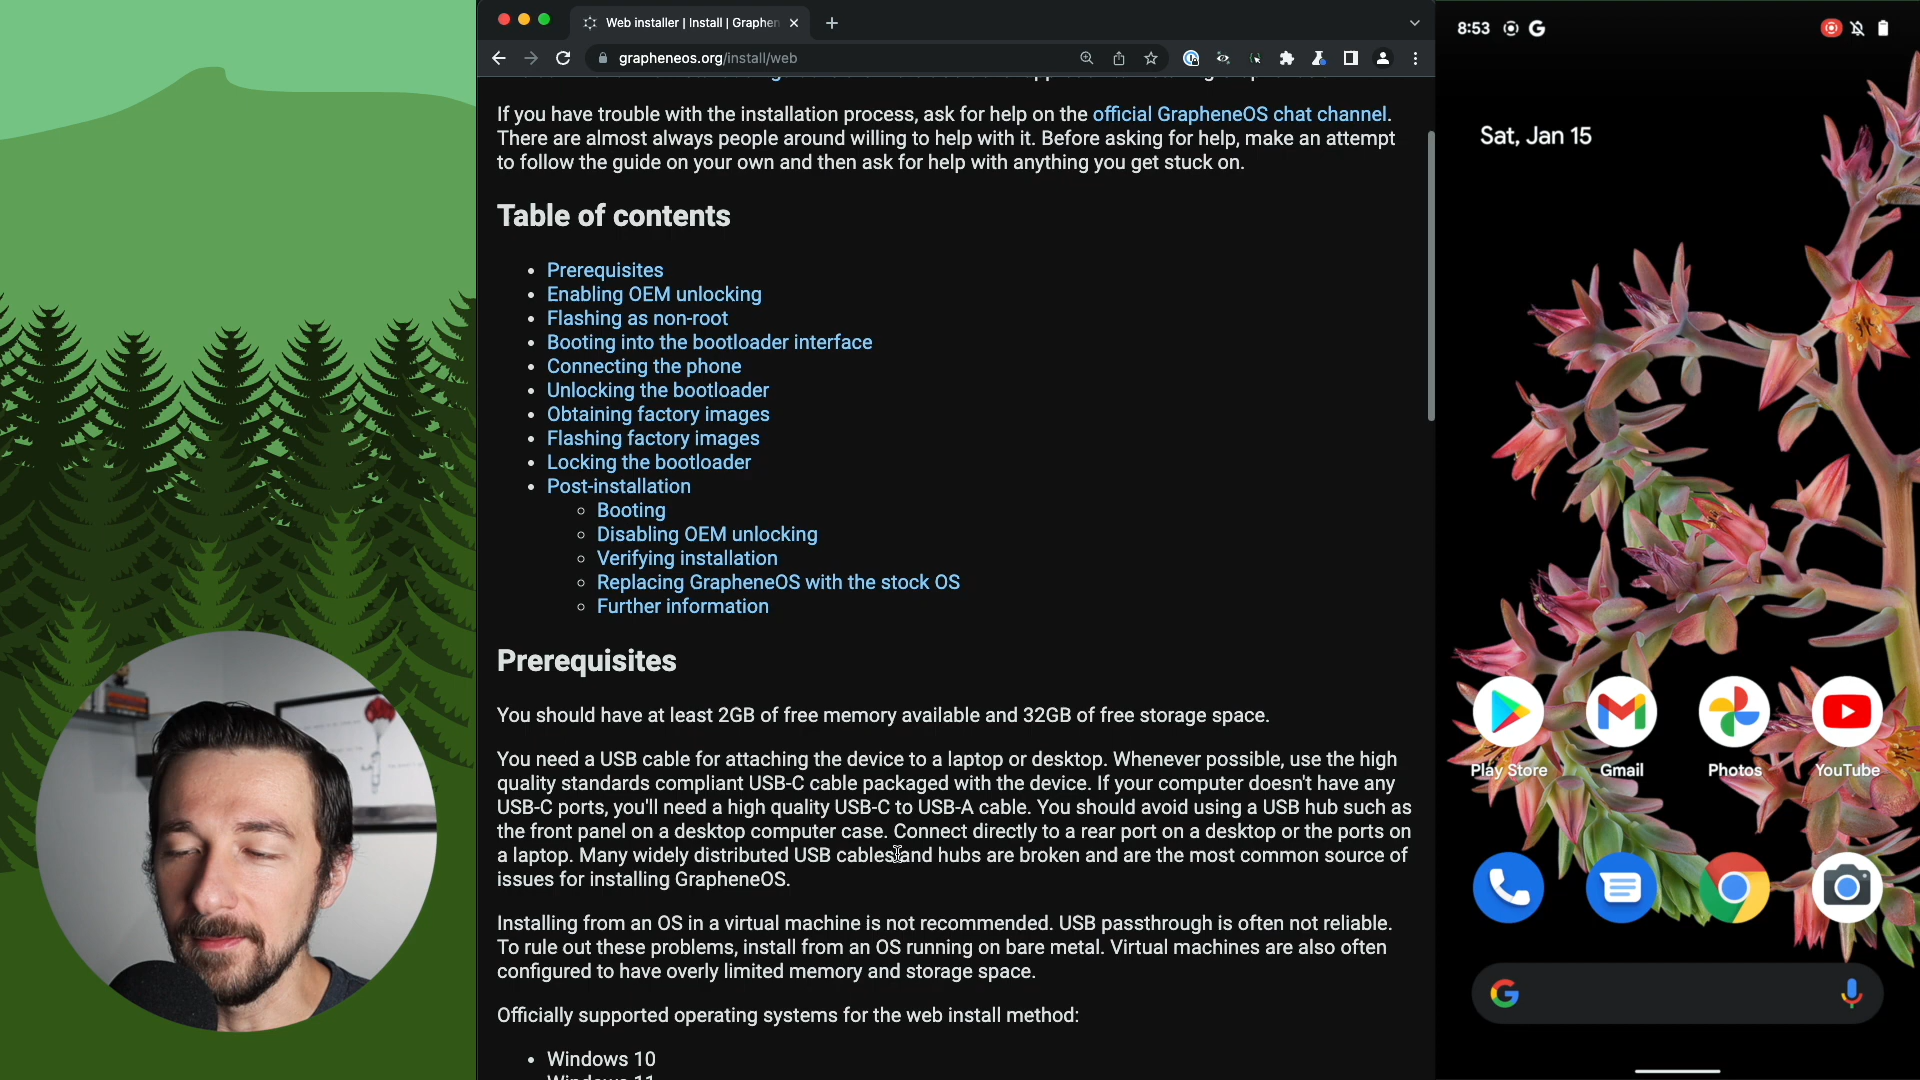 Web installer | Install | Graphen
grapheneos.org/install/web
8:53
If you have trouble with the installation process, ask for help on the official GrapheneOS chat channel.
There are almost always people around willing to help with it. Before asking for help, make an attempt
to follow the guide on your own and then ask for help with anything you get stuck on.
Table of contents
Prerequisites
Enabling OEM unlocking
Flashing as non-root
Booting into the bootloader interface
Connecting the phone
Unlocking the bootloader
Obtaining factory images
Flashing factory images
Locking the bootloader
Post-installation
Booting
Disabling OEM unlocking
Verifying installation
Replacing GrapheneOS with the stock OS
Further information
Prerequisites
You should have at least 2GB of free memory available and 32GB of free storage space.
You need a USB cable for attaching the device to a laptop or desktop. Whenever possible, use the high
quality standards compliant USB-C cable packaged with the device. If your computer doesn't have any
USB-C ports, you'll need a high quality USB-C to USB-A cable. You should avoid using a USB hub such as
the front panel on a desktop computer case. Connect directly to a rear port on a desktop or the ports on
a laptop. Many widely distributed USB cables and hubs are broken and are the most common source of
issues for installing GrapheneOS.
Installing from an OS in a virtual machine is not recommended. USB passthrough is often not reliable.
To rule out these problems, install from an OS running on bare metal. Virtual machines are also often
configured to have overly limited memory and storage space.
Officially supported operating systems for the web install method:
Windows 10
Sat, Jan 15
Play Store
Gmail
Photos
YouTube